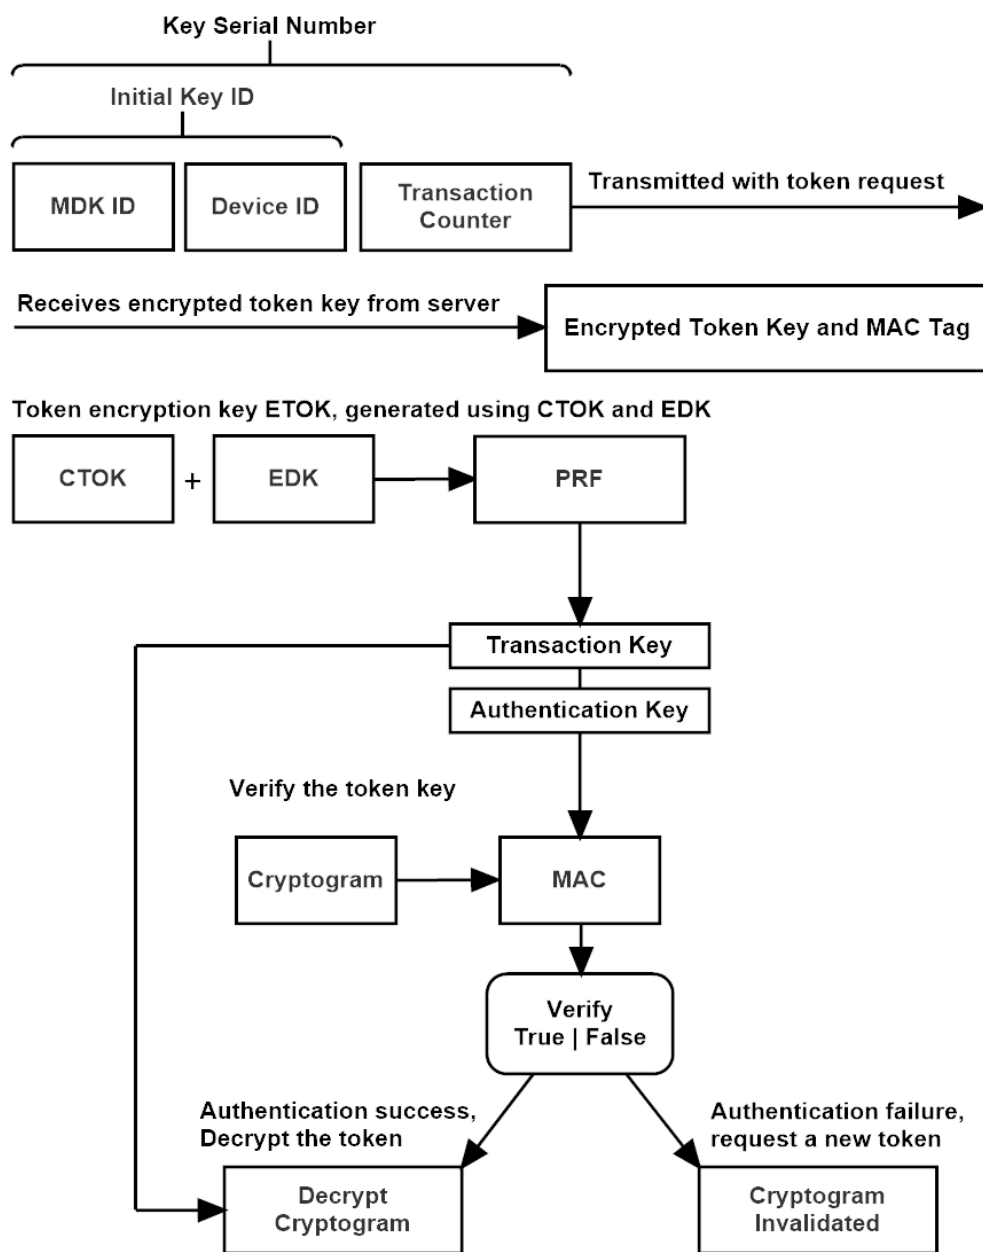 Key Serial Number
Initial Key ID
MDK ID
Device ID
Transaction
Counter
Transmitted with token request
Receives encrypted token key from server
Encrypted Token Key and MAC Tag
Token encryption key ETOK, generated using CTOK and EDK
CTOK
+
EDK
PRF
Transaction Key
Authentication Key
Verify the token key
Cryptogram
MAC
Verify
True | False
Authentication success,
Decrypt the token
Authentication failure,
request a new token
Decrypt
Cryptogram
Cryptogram
Invalidated